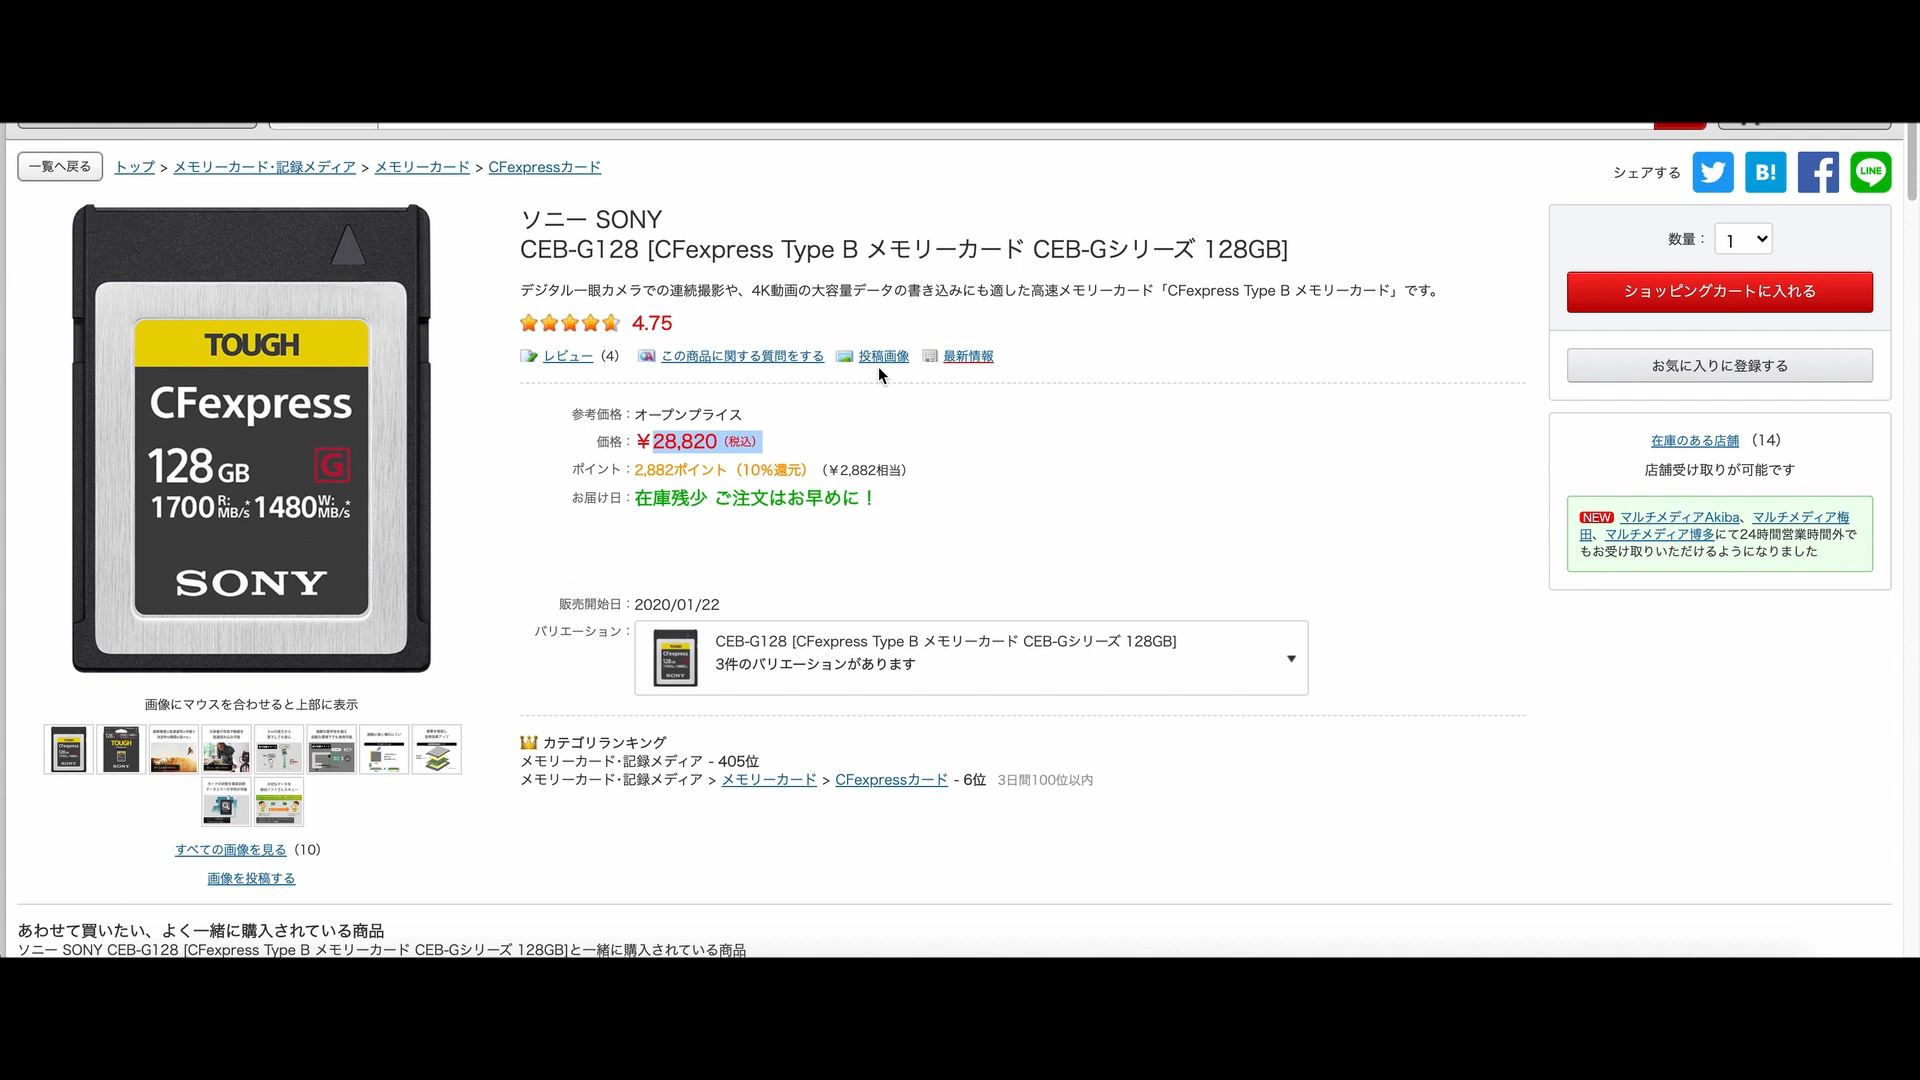 一覧へ戻る
トップ > メモリーカード･記録メディア > メモリーカード > CFexpressカード
シェアする
B!
LINE
TOUGH
CFexpress
128 GB G
1700 R: MB/s* 1480 W: MB/s*
SONY
画像にマウスを合わせると上部に表示
すべての画像を見る (10)
画像を投稿する
ソニー SONY
CEB-G128 [CFexpress Type B メモリーカード CEB-Gシリーズ 128GB]
デジタル一眼カメラでの連続撮影や、4K動画の大容量データの書き込みにも適した高速メモリーカード「CFexpress Type B メモリーカード」です。
4.75
レビュー (4) この商品に関する質問をする 投稿画像 最新情報
参考価格：オープンプライス
価格：￥28,820（税込）
ポイント：2,882ポイント（10%還元）（￥2,882相当）
お届け日：在庫残少 ご注文はお早めに！
販売開始日：2020/01/22
バリエーション：
CEB-G128 [CFexpress Type B メモリーカード CEB-Gシリーズ 128GB]
3件のバリエーションがあります
カテゴリランキング
メモリーカード･記録メディア - 405位
メモリーカード･記録メディア > メモリーカード > CFexpressカード - 6位 3日間100位以内
数量： 1
ショッピングカートに入れる
お気に入りに登録する
在庫のある店舗 （14）
店舗受け取りが可能です
NEW マルチメディアAkiba、マルチメディア梅
田、マルチメディア博多にて24時間営業時間外で
もお受け取りいただけるようになりました
あわせて買いたい、よく一緒に購入されている商品
ソニー SONY CEB-G128 [CFexpress Type B メモリーカード CEB-Gシリーズ 128GB]と一緒に購入されている商品